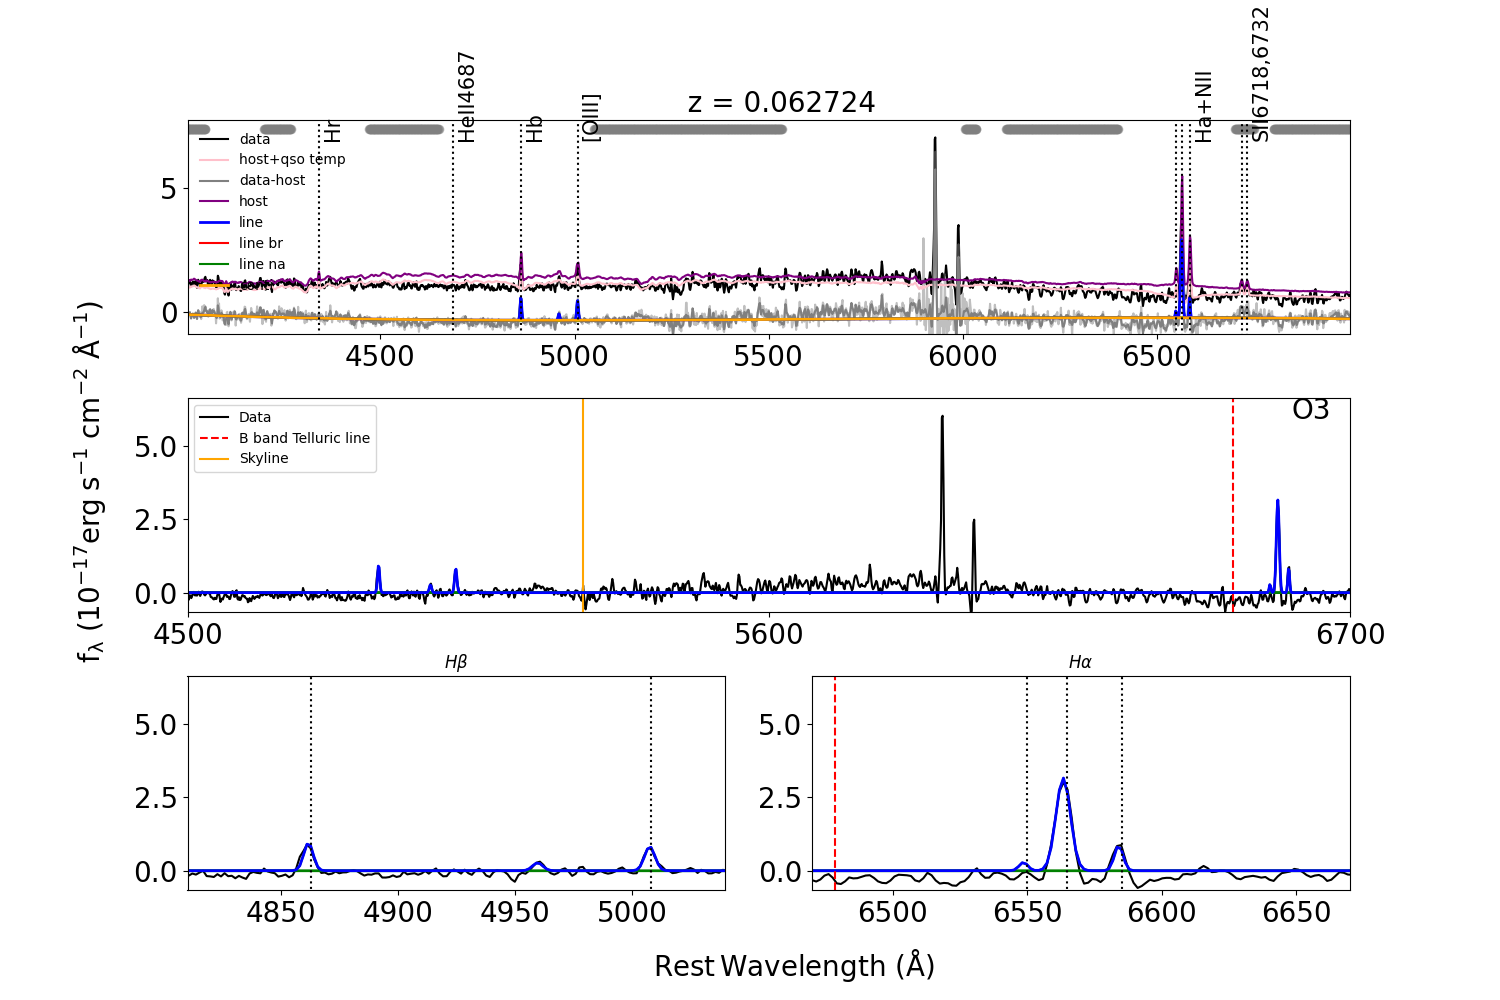 z = 0.062724
Hr
HeII4687
Hb
[OIII]
Ha+NII
SII6718,6732
data
host+qso temp
data-host
host
line
line br
line na
5
0
4500
5000
5500
6000
6500
f_λ (10⁻¹⁷erg s⁻¹ cm⁻² Å⁻¹)
O3
Data
B band Telluric line
Skyline
5.0
2.5
0.0
4500
5600
6700
Hβ
5.0
2.5
0.0
4850
4900
4950
5000
Hα
5.0
2.5
0.0
6500
6550
6600
6650
Rest Wavelength (Å)